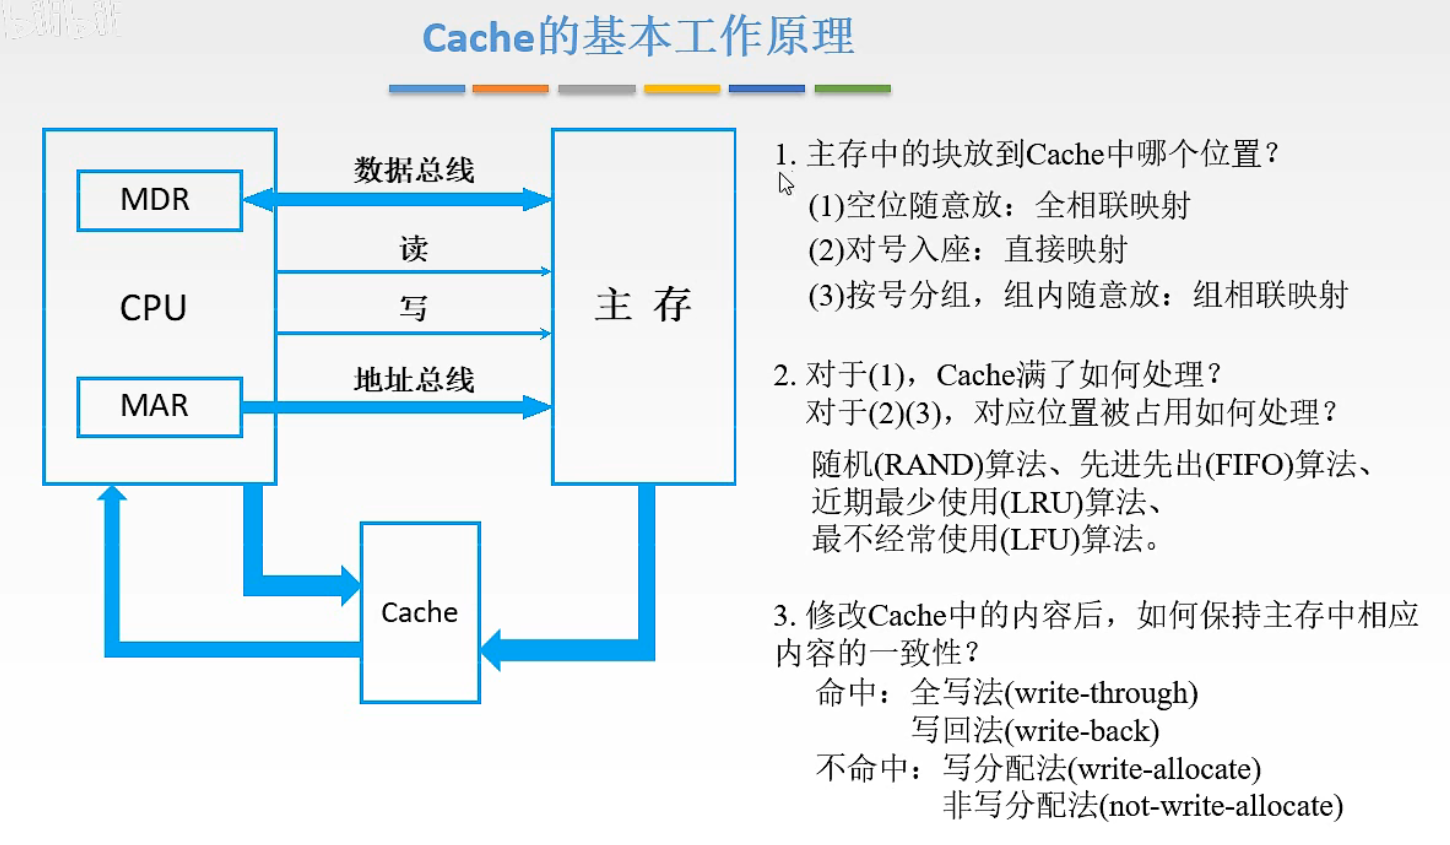 bilibili
Cache的基本工作原理
MDR
CPU
MAR
数据总线
读
写
地址总线
主 存
Cache
1. 主存中的块放到Cache中哪个位置？
(1)空位随意放：全相联映射
(2)对号入座：直接映射
(3)按号分组，组内随意放：组相联映射
2. 对于(1)，Cache满了如何处理？
对于(2)(3)，对应位置被占用如何处理？
随机(RAND)算法、先进先出(FIFO)算法、
近期最少使用(LRU)算法、
最不经常使用(LFU)算法。
3. 修改Cache中的内容后，如何保持主存中相应
内容的一致性？
命中：全写法(write-through)
写回法(write-back)
不命中：写分配法(write-allocate)
非写分配法(not-write-allocate)